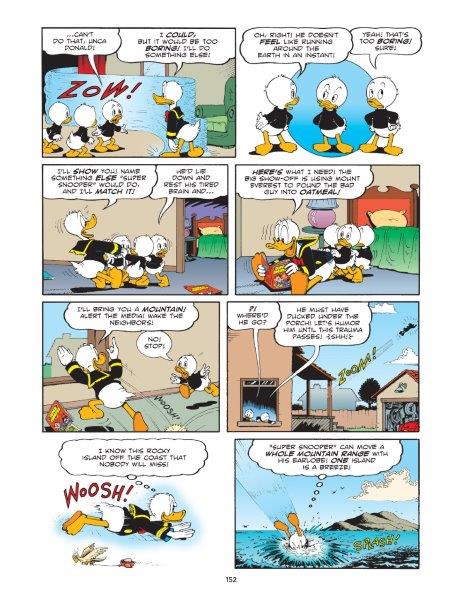 ...CAN'T
DO THAT, UNCA
DONALD!
I COULD,
BUT IT WOULD BE TOO
BORING! I'LL DO
SOMETHING ELSE!
ZOW!
OH, RIGHT! HE DOESN'T
FEEL LIKE RUNNING
AROUND THE
EARTH IN AN INSTANT!
YEAH! THAT'S
TOO BORING!
SURE!
I'LL SHOW YOU! NAME
SOMETHING ELSE "SUPER
SNOOPER" WOULD DO,
AND I'LL MATCH IT!
HE'D LIE
DOWN AND
REST HIS TIRED
BRAIN AND...
HERE'S WHAT I NEED! THE
BIG SHOW-OFF IS USING MOUNT
EVEREST TO POUND THE BAD
GUY INTO OATMEAL!
I'LL BRING YOU A MOUNTAIN!
ALERT THE MEDIA! WAKE THE
NEIGHBORS!
NO!
STOP!
WOOSH!
?!
WHERE'D
HE GO?
HE MUST HAVE
DUCKED UNDER THE
PORCH! LET'S HUMOR
HIM UNTIL THIS TRAUMA
PASSES! (SHH!)
ZOOM!
I KNOW THIS ROCKY
ISLAND OFF THE COAST THAT
NOBODY WILL MISS!
WOOSH!
"SUPER SNOOPER" CAN MOVE A
WHOLE MOUNTAIN RANGE WITH
HIS EARLOBE! ONE ISLAND
IS A BREEZE!
SPLASH!
152